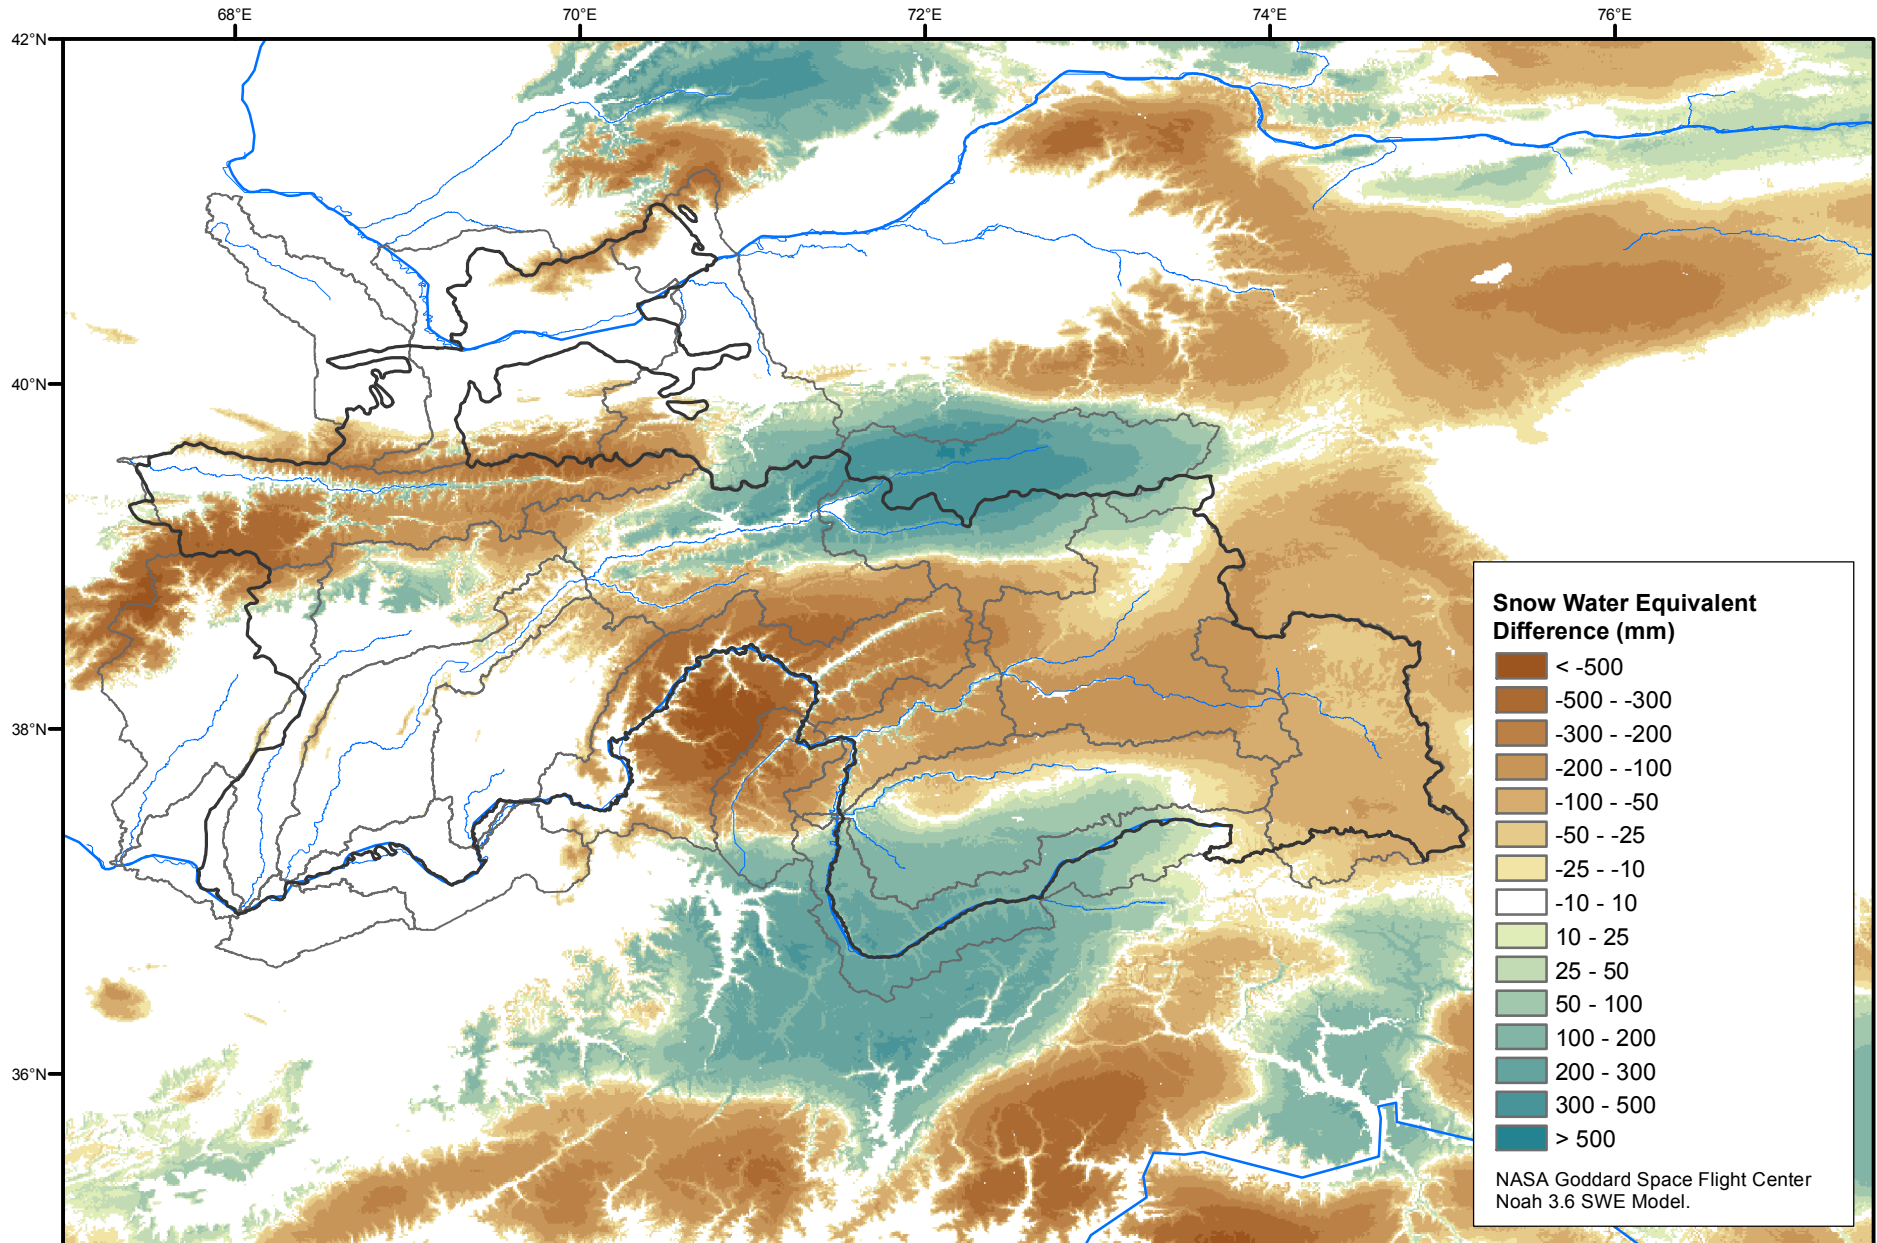 68°E 70°E 72°E 74°E 76°E
42°N
40°N
38°N
36°N
Snow Water Equivalent
Difference (mm)
< -500
-500 - -300
-300 - -200
-200 - -100
-100 - -50
-50 - -25
-25 - -10
-10 - 10
10 - 25
25 - 50
50 - 100
100 - 200
200 - 300
300 - 500
> 500
NASA Goddard Space Flight Center
Noah 3.6 SWE Model.